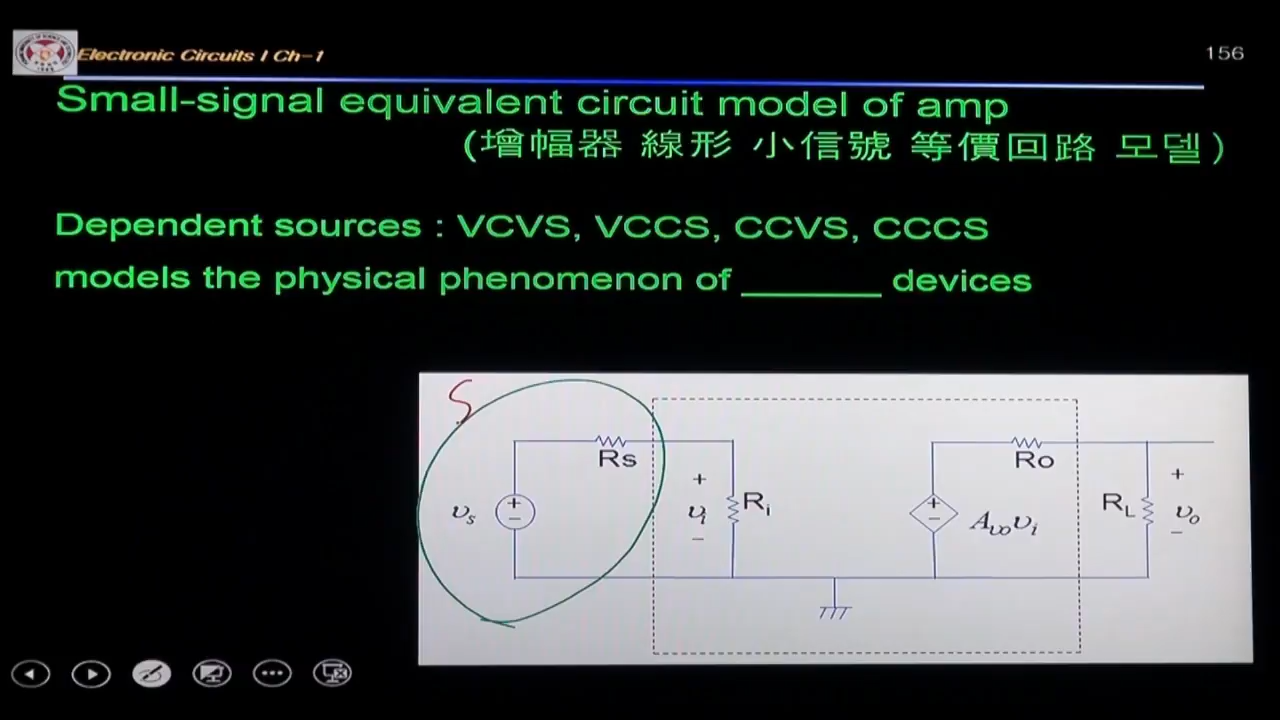 Electronic Circuits I Ch-1
156
Small-signal equivalent circuit model of amp
(增幅器 線形 小信號 等價回路 모델)
Dependent sources : VCVS, VCCS, CCVS, CCCS
models the physical phenomenon of _______ devices
S
Rs
Ro
+
+
υs
+
−
υi
−
Ri
+
−
Aυoυi
RL
υo
−